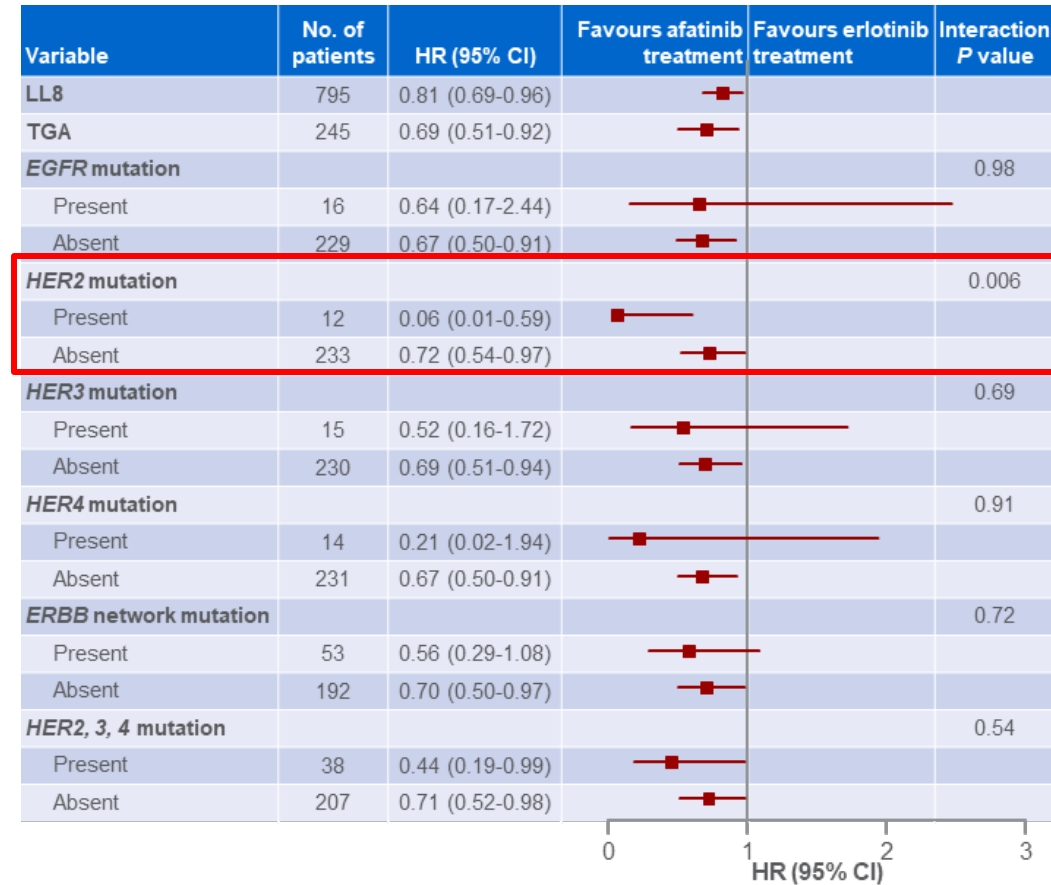 Variable No. of patients HR (95% CI) Favours afatinib treatment Favours erlotinib treatment Interaction P value
LL8 795 0.81 (0.69-0.96)
TGA 245 0.69 (0.51-0.92)
EGFR mutation 0.98
Present 16 0.64 (0.17-2.44)
Absent 229 0.67 (0.50-0.91)
HER2 mutation 0.006
Present 12 0.06 (0.01-0.59)
Absent 233 0.72 (0.54-0.97)
HER3 mutation 0.69
Present 15 0.52 (0.16-1.72)
Absent 230 0.69 (0.51-0.94)
HER4 mutation 0.91
Present 14 0.21 (0.02-1.94)
Absent 231 0.67 (0.50-0.91)
ERBB network mutation 0.72
Present 53 0.56 (0.29-1.08)
Absent 192 0.70 (0.50-0.97)
HER2, 3, 4 mutation 0.54
Present 38 0.44 (0.19-0.99)
Absent 207 0.71 (0.52-0.98)
0 1 2 3
HR (95% CI)